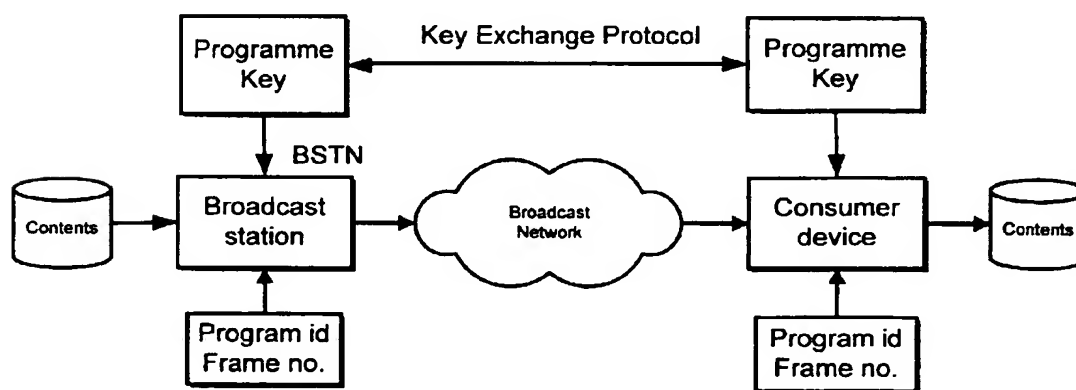 Programme
Key
Key Exchange Protocol
Programme
Key
BSTN
Contents
Broadcast
station
Broadcast
Network
Consumer
device
Contents
Program id
Frame no.
Program id
Frame no.